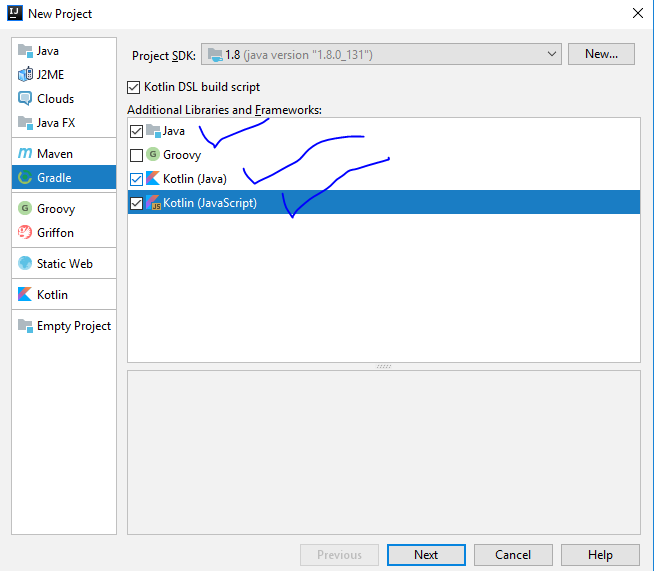 New Project
Java
J2ME
Clouds
Java FX
Maven
Gradle
Groovy
Griffon
Static Web
Kotlin
Empty Project
Project SDK: 1.8 (java version "1.8.0_131") New...
Kotlin DSL build script
Additional Libraries and Frameworks:
Java
Groovy
Kotlin (Java)
Kotlin (JavaScript)
Previous Next Cancel Help